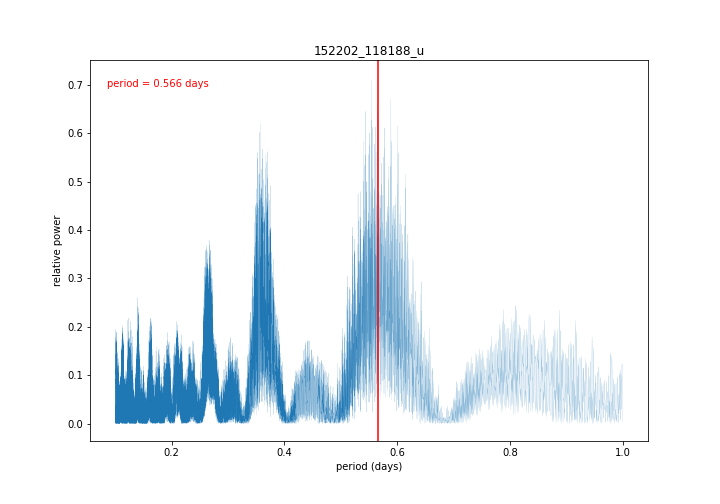 152202_118188_u
period = 0.566 days
relative power
0.7
0.6
0.5
0.4
0.3
0.2
0.1
0.0
0.2 0.4 0.6 0.8 1.0
period (days)